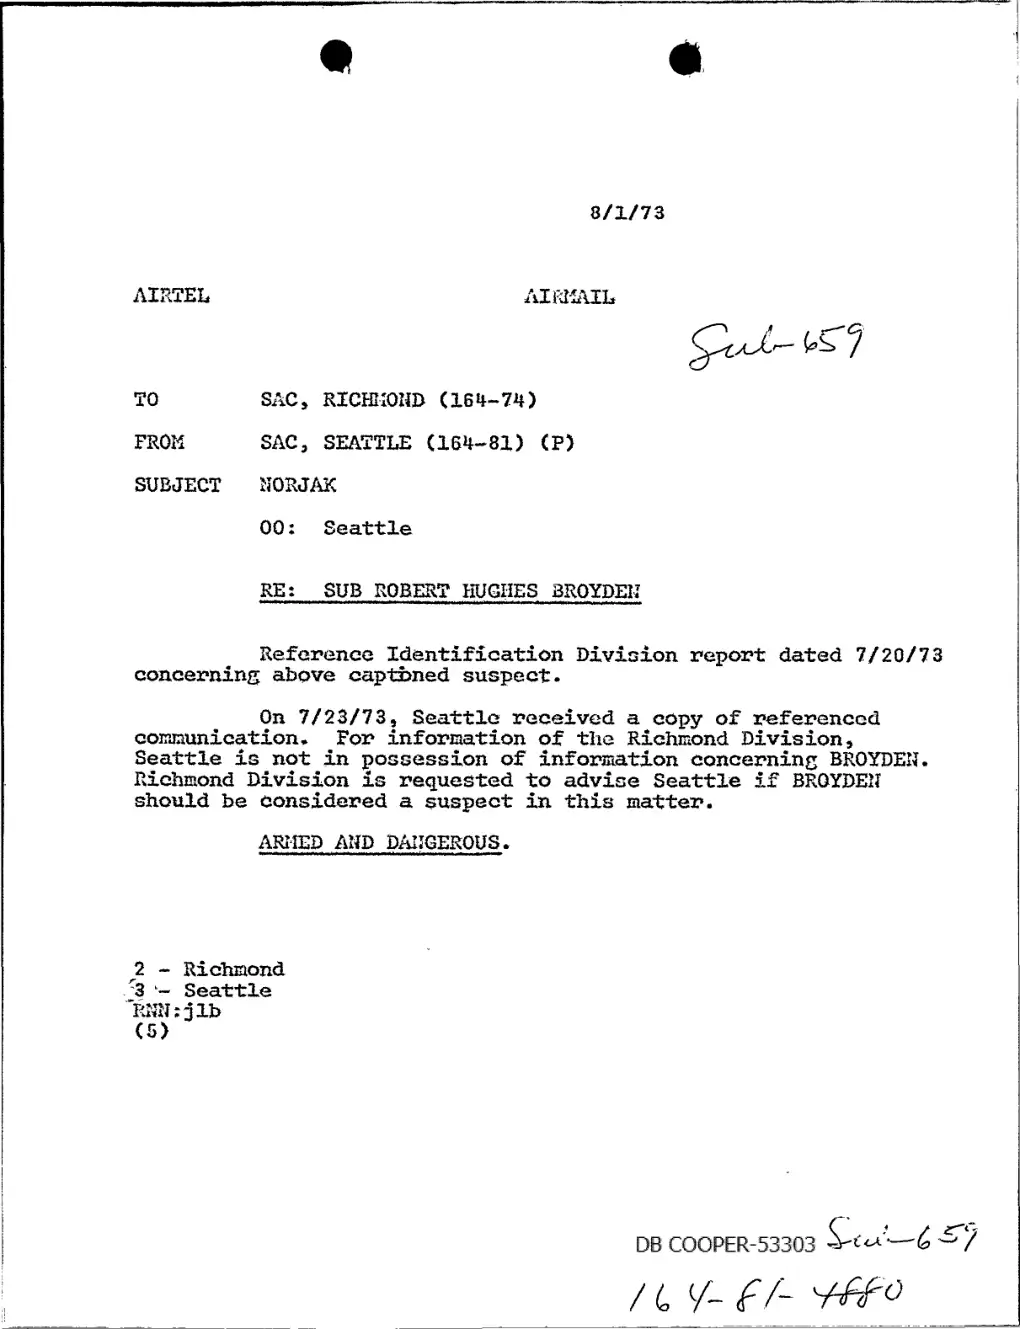 8/1/73
AIRTEL AIRMAIL
Sub-659
TO SAC, RICHMOND (164-74)
FROM SAC, SEATTLE (164-81) (P)
SUBJECT NORJAK
OO: Seattle
RE: SUB ROBERT HUGHES BROYDEN
Reference Identification Division report dated 7/20/73
concerning above captioned suspect.
On 7/23/73, Seattle received a copy of referenced
communication. For information of the Richmond Division,
Seattle is not in possession of information concerning BROYDEN.
Richmond Division is requested to advise Seattle if BROYDEN
should be considered a suspect in this matter.
ARMED AND DANGEROUS.
2 - Richmond
3 - Seattle
RNN:jlb
(5)
DB COOPER-53303 Sub-659
164-81-4880